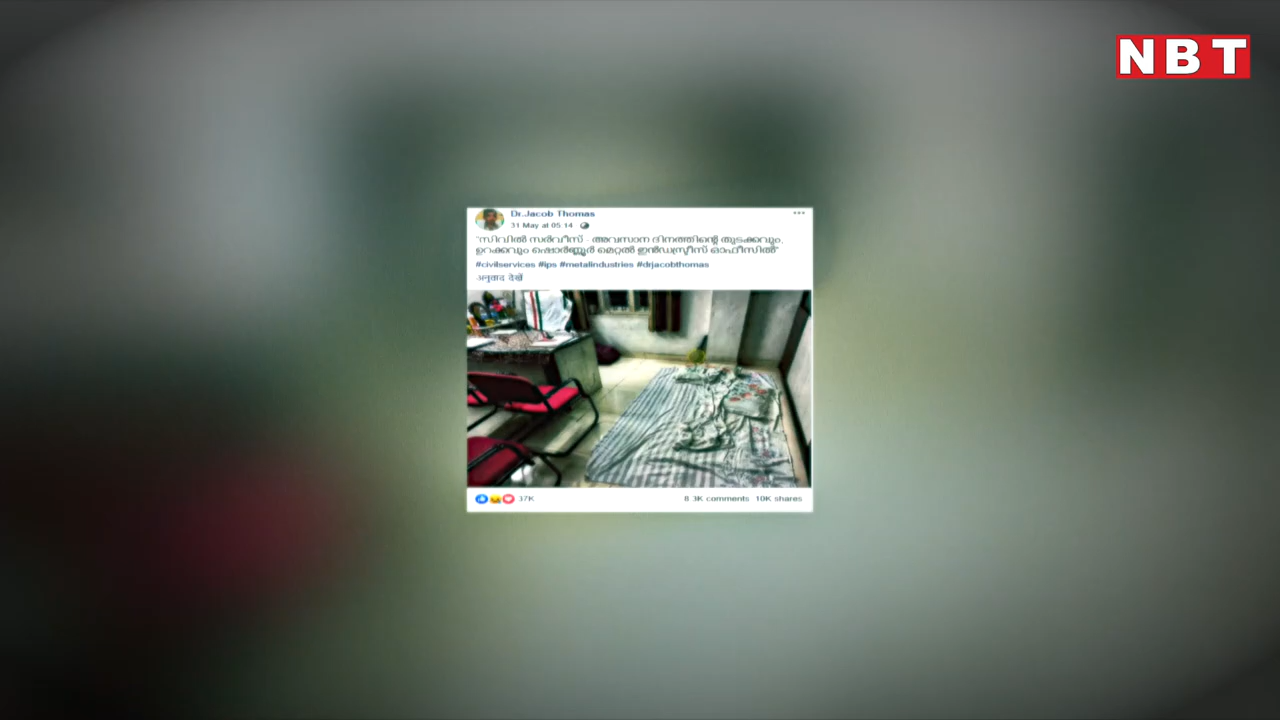 NBT
Dr.Jacob Thomas
31 May at 05:14
"സിവിൽ സർവീസ് - അവസാന ദിനത്തിന്റെ തുടക്കവും,
ഉറക്കവും ഷൊർണ്ണൂർ മെറ്റൽ ഇൻഡസ്ട്രീസ് ഓഫീസിൽ"
#civilservices #ips #metalindustries #drjacobthomas
अनुवाद देखें
37K
8.3K comments 10K shares